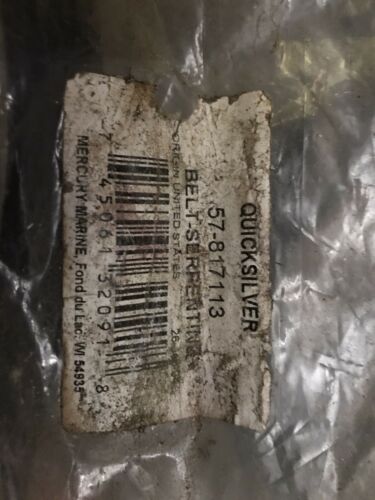 QUICKSILVER
57-817113
BELT-SERPENTINE
ORIGIN UNITED STATES 26
7 45061 32091 8
MERCURY MARINE, Fond du Lac, WI 54935